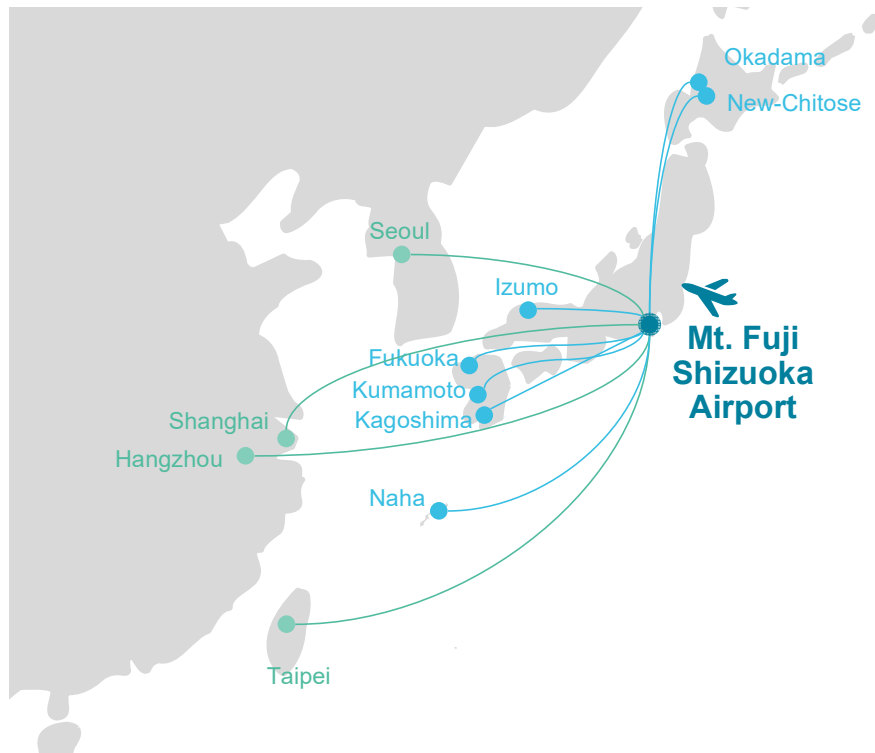 Okadama
New-Chitose
Seoul
Izumo
Mt. Fuji
Shizuoka
Airport
Fukuoka
Kumamoto
Kagoshima
Shanghai
Hangzhou
Naha
Taipei